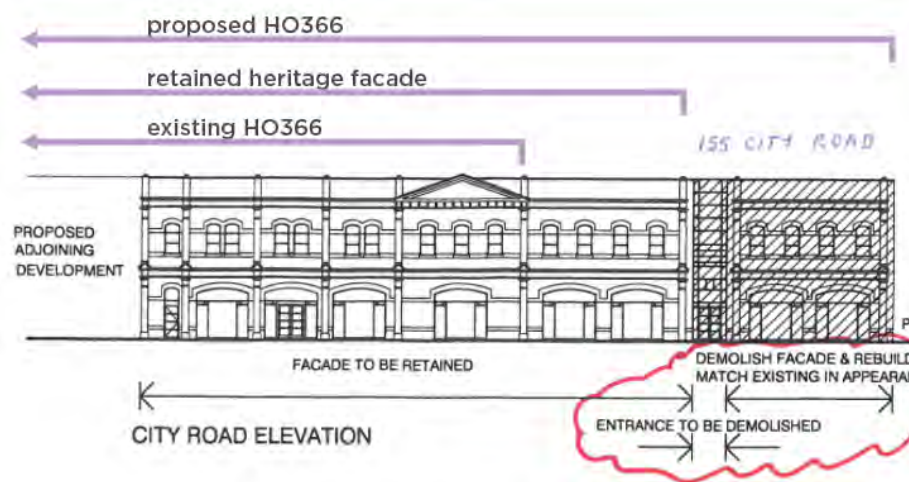 proposed HO366
retained heritage facade
existing HO366
155 CITY ROAD
PROPOSED
ADJOINING
DEVELOPMENT
FACADE TO BE RETAINED
DEMOLISH FACADE & REBUILD
MATCH EXISTING IN APPEARA
ENTRANCE TO BE DEMOLISHED
CITY ROAD ELEVATION
P